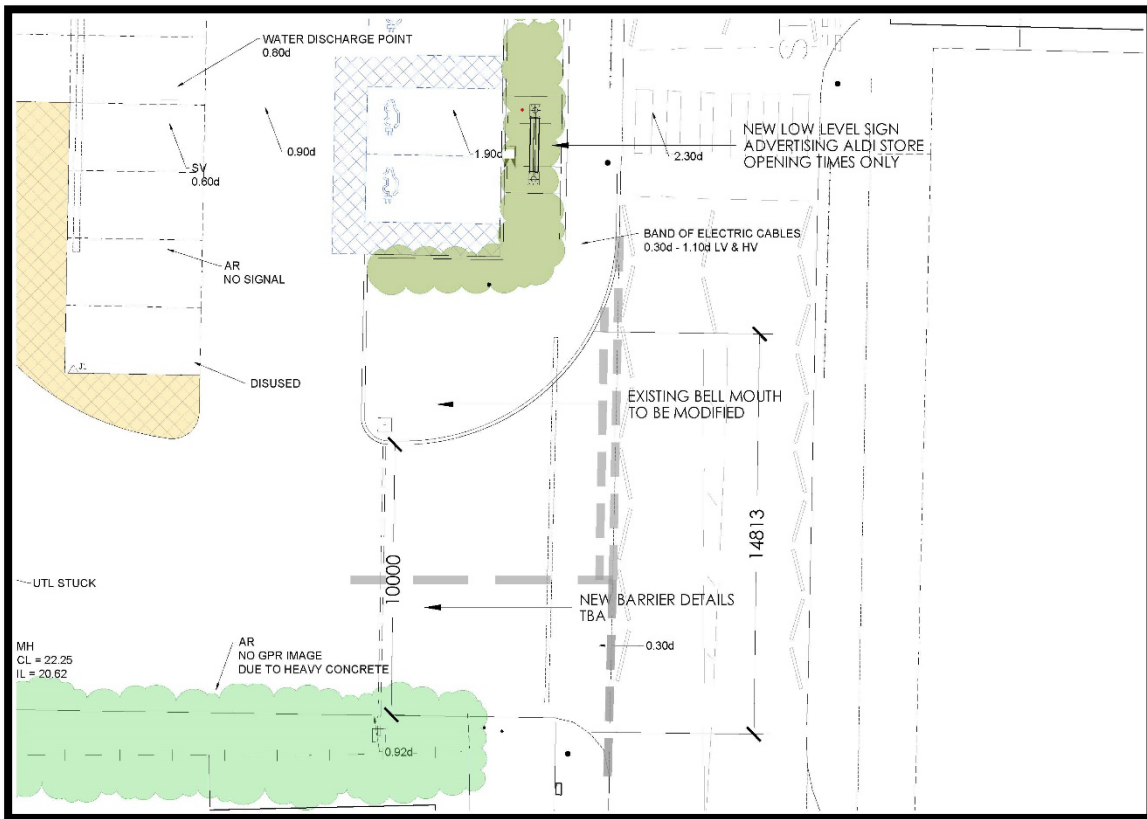 WATER DISCHARGE POINT
0.80d
0.90d
SV
0.60d
1.90d
2.30d
NEW LOW LEVEL SIGN
ADVERTISING ALDI STORE
OPENING TIMES ONLY
BAND OF ELECTRIC CABLES
0.30d - 1.10d LV & HV
AR
NO SIGNAL
DISUSED
EXISTING BELL MOUTH
TO BE MODIFIED
14813
10000
UTL STUCK
NEW BARRIER DETAILS
TBA
0.30d
MH
CL = 22.25
IL = 20.62
AR
NO GPR IMAGE
DUE TO HEAVY CONCRETE
0.92d